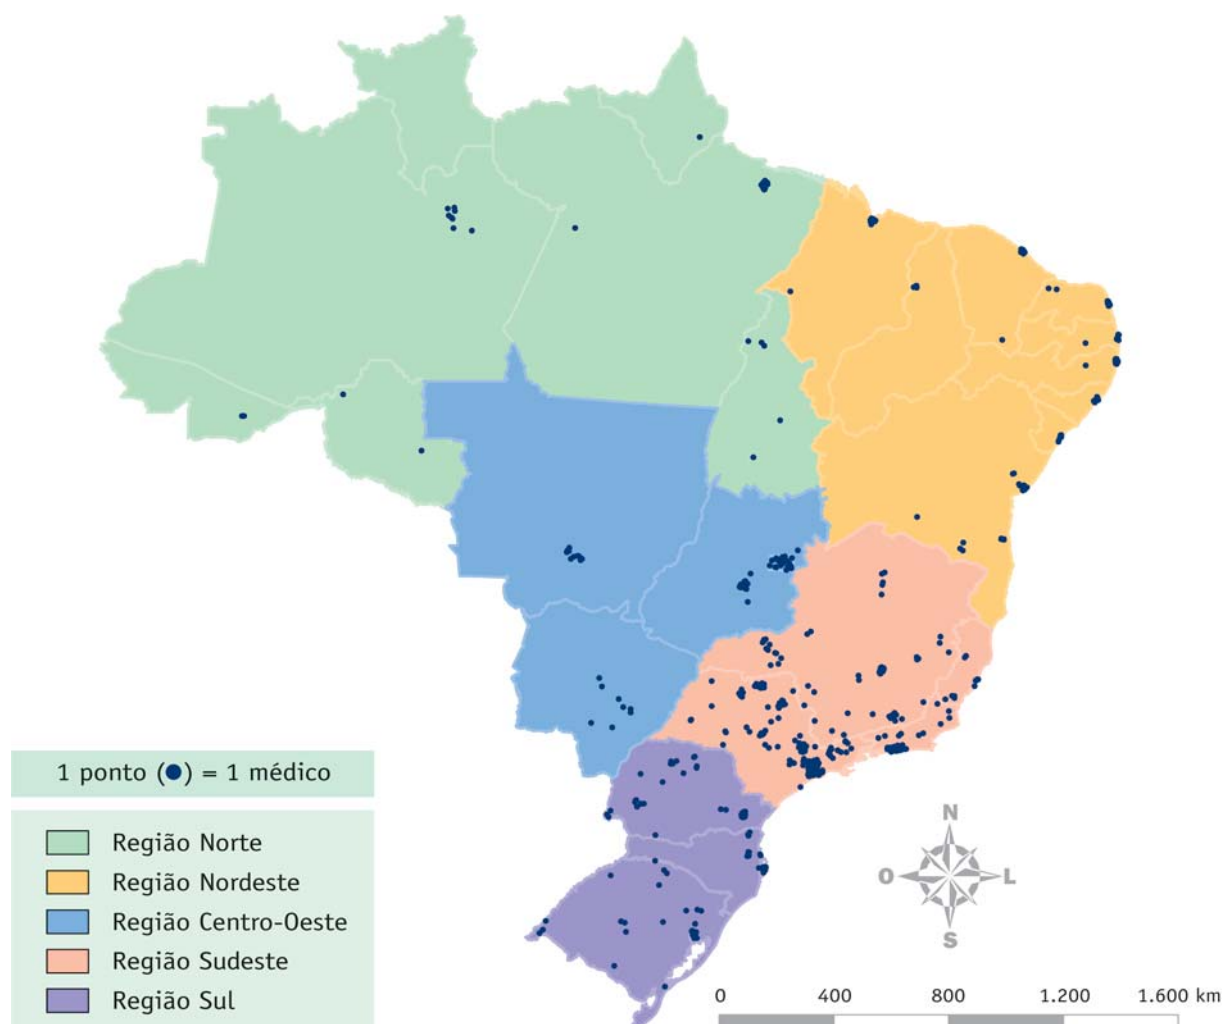 1 ponto (●) = 1 médico
Região Norte
Região Nordeste
Região Centro-Oeste
Região Sudeste
Região Sul
N
O
L
S
0 400 800 1.200 1.600 km